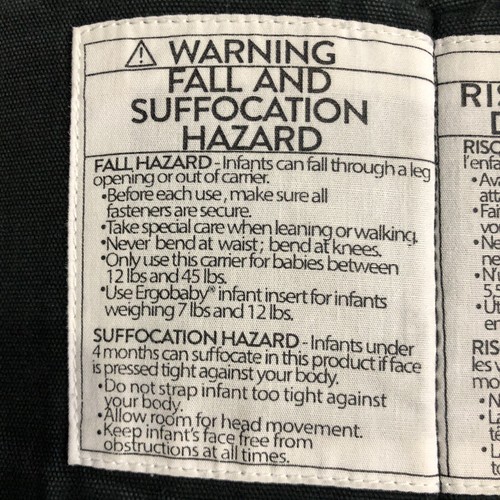 ⚠ WARNING
FALL AND
SUFFOCATION
HAZARD
FALL HAZARD - Infants can fall through a leg
opening or out of carrier.
•Before each use, make sure all
fasteners are secure.
•Take special care when leaning or walking.
•Never bend at waist; bend at knees.
•Only use this carrier for babies between
12 lbs and 45 lbs.
•Use Ergobaby® infant insert for infants
weighing 7 lbs and 12 lbs.
SUFFOCATION HAZARD - Infants under
4 months can suffocate in this product if face
is pressed tight against your body.
•Do not strap infant too tight against
your body.
•Allow room for head movement.
•Keep infant's face free from
obstructions at all times.
RIS
D
RISQ
l'enfa
•Ava
atta
•Fai
vou
•Ne
ne
•N'u
5,5
•Ut
en
RIS
les
mo
•N
•La
té
•L
to